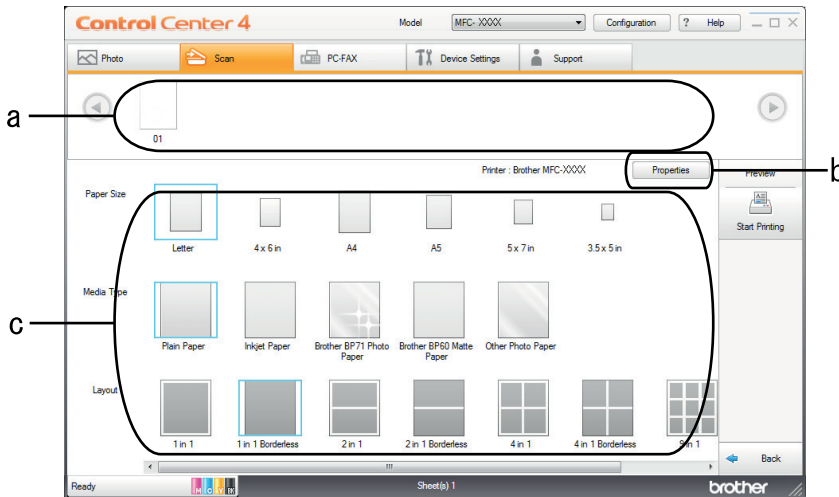 Control Center 4
Model MFC- XXXX Configuration ? Help
Photo Scan PC-FAX Device Settings Support
a
01
Printer : Brother MFC-XXXX Properties b
Preview
Start Printing
Paper Size
Letter 4 x 6 in A4 A5 5 x 7 in 3.5 x 5 in
Media Type
c
Plain Paper Inkjet Paper Brother BP71 Photo Paper Brother BP60 Matte Paper Other Photo Paper
Layout
1 in 1 1 in 1 Borderless 2 in 1 2 in 1 Borderless 4 in 1 4 in 1 Borderless 9 in 1
Back
Ready M C Y BK Sheet(s) 1 brother